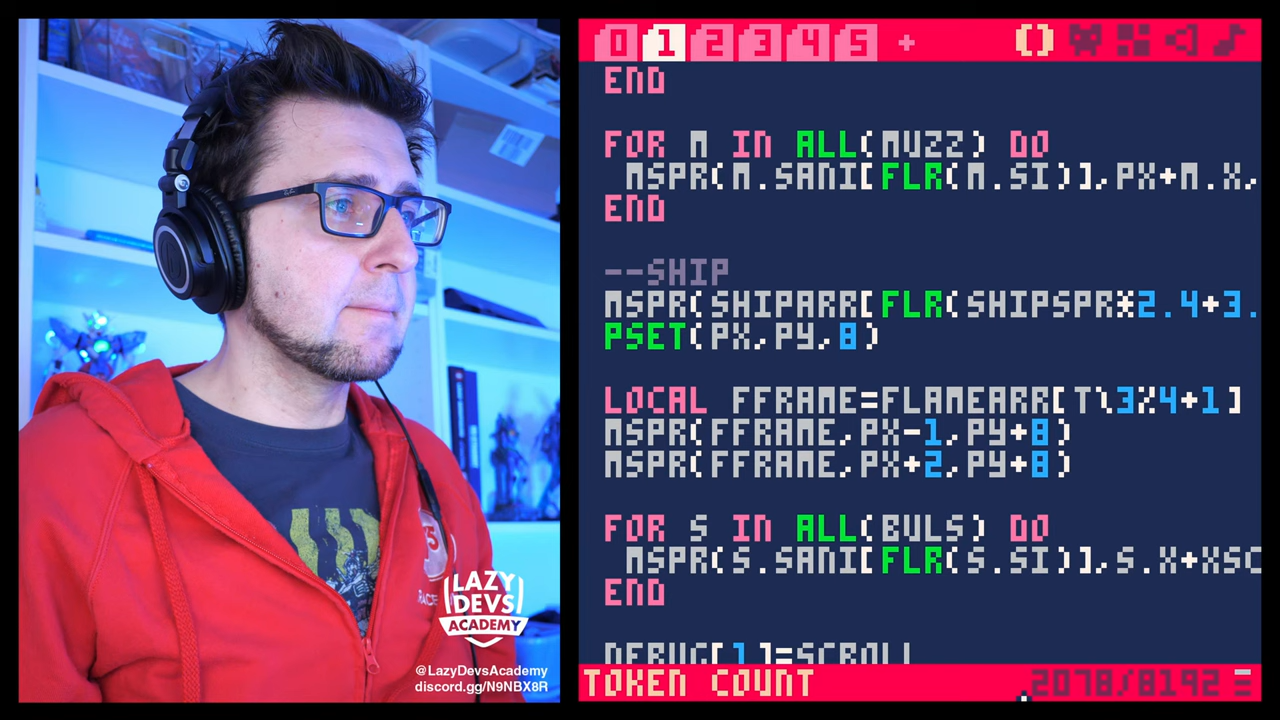 LAZY
DEVS
ACADEMY
@LazyDevsAcademy
discord.gg/N9NBX8R
0 1 2 3 4 5 + ()
END
FOR M IN ALL(MUZZ) DO
MSPR(M.SANI[FLR(M.SI)],PX+M.X,
END
--SHIP
MSPR(SHIPARR[FLR(SHIPSPR*2.4+3.
PSET(PX,PY,8)
LOCAL FFRAME=FLAMEARR[T\3%4+1]
MSPR(FFRAME,PX-1,PY+8)
MSPR(FFRAME,PX+2,PY+8)
FOR S IN ALL(BULS) DO
MSPR(S.SANI[FLR(S.SI)],S.X+XSC
END
DEBUG[1]=SCROLL
TOKEN COUNT 2078/8192